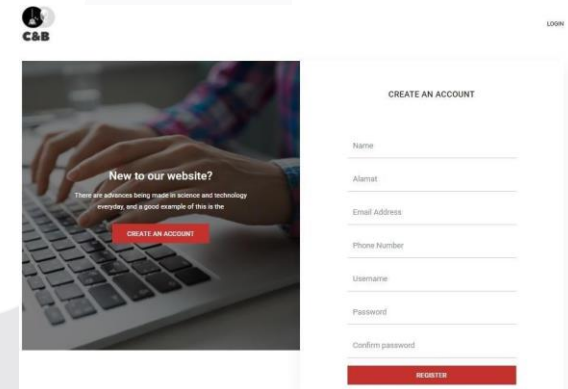 C&B
LOGIN
New to our website?
There are advances being made in science and technology
everyday, and a good example of this is the
CREATE AN ACCOUNT
CREATE AN ACCOUNT
Name
Alamat
Email Address
Phone Number
Username
Password
Confirm password
REGISTER